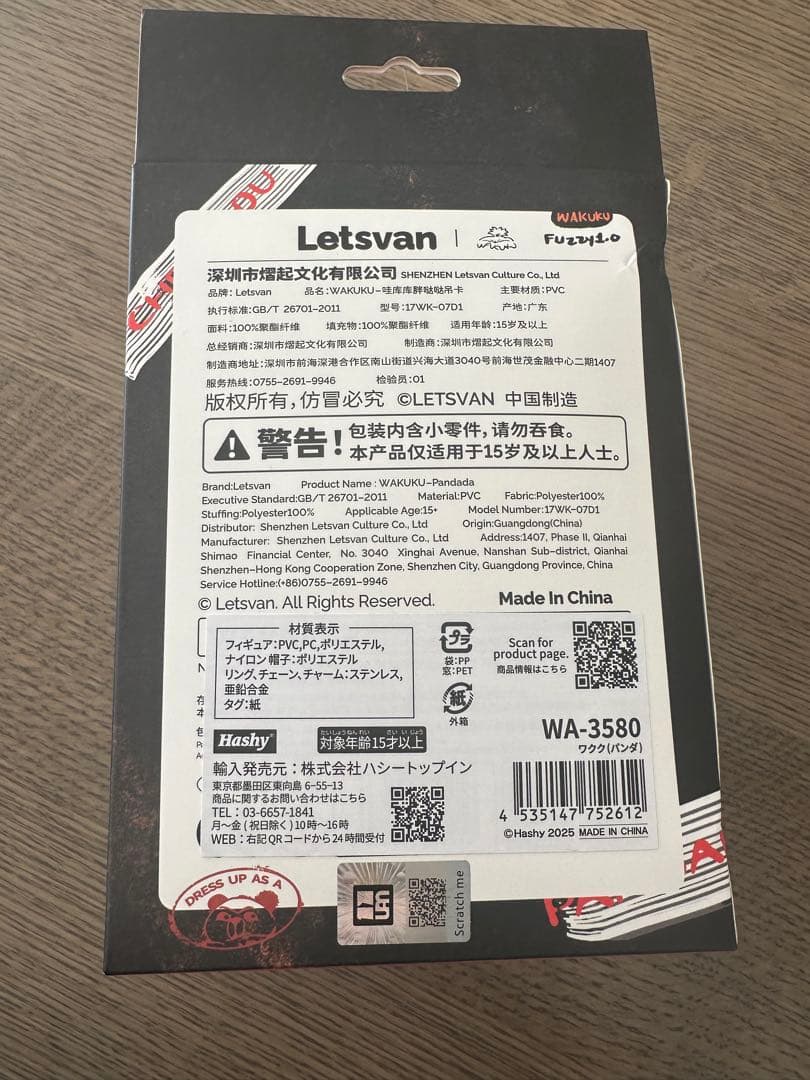 Letsvan
WAKUKU
Fuzzy1.0
深圳市熠起文化有限公司 SHENZHEN Letsvan Culture Co., Ltd
品牌: Letsvan 品名:WAKUKU-哇库库胖哒哒吊卡 主要材质:PVC
执行标准:GB/T 26701-2011 型号:17WK-07D1 产地:广东
面料:100%聚酯纤维 填充物:100%聚酯纤维 适用年龄:15岁及以上
总经销商:深圳市熠起文化有限公司 制造商:深圳市熠起文化有限公司
制造商地址:深圳市前海深港合作区南山街道兴海大道3040号前海世茂金融中心二期1407
服务热线:0755-2691-9946 检验员:01
版权所有,仿冒必究 ©LETSVAN 中国制造
警告! 包装内含小零件,请勿吞食。
本产品仅适用于15岁及以上人士。
Brand:Letsvan Product Name : WAKUKU-Pandada
Executive Standard:GB/T 26701-2011 Material:PVC Fabric:Polyester100%
Stuffing:Polyester100% Applicable Age:15+ Model Number:17WK-07D1
Distributor: Shenzhen Letsvan Culture Co., Ltd Origin:Guangdong(China)
Manufacturer: Shenzhen Letsvan Culture Co., Ltd Address:1407, Phase II, Qianhai
Shimao Financial Center, No. 3040 Xinghai Avenue, Nanshan Sub-district, Qianhai
Shenzhen-Hong Kong Cooperation Zone, Shenzhen City, Guangdong Province, China
Service Hotline:(+86)0755-2691-9946
© Letsvan. All Rights Reserved. Made In China
材質表示
フィギュア:PVC,PC,ポリエステル,
ナイロン 帽子:ポリエステル
リング、チェーン、チャーム:ステンレス,
亜鉛合金
タグ:紙
プラ
袋:PP
窓:PET
紙
外箱
Scan for
product page.
商品情報はこちら
WA-3580
ワクク(パンダ)
Hashy
たいしょうねんれい さい いじょう
対象年齢15才以上
輸入発売元:株式会社ハシートップイン
東京都墨田区東向島 6-55-13
商品に関するお問い合わせはこちら
TEL:03-6657-1841
月〜金(祝日除く)10時〜16時
WEB:右記QRコードから24時間受付
4 535147 752612
©Hashy 2025 MADE IN CHINA
DRESS UP AS A
Scratch me